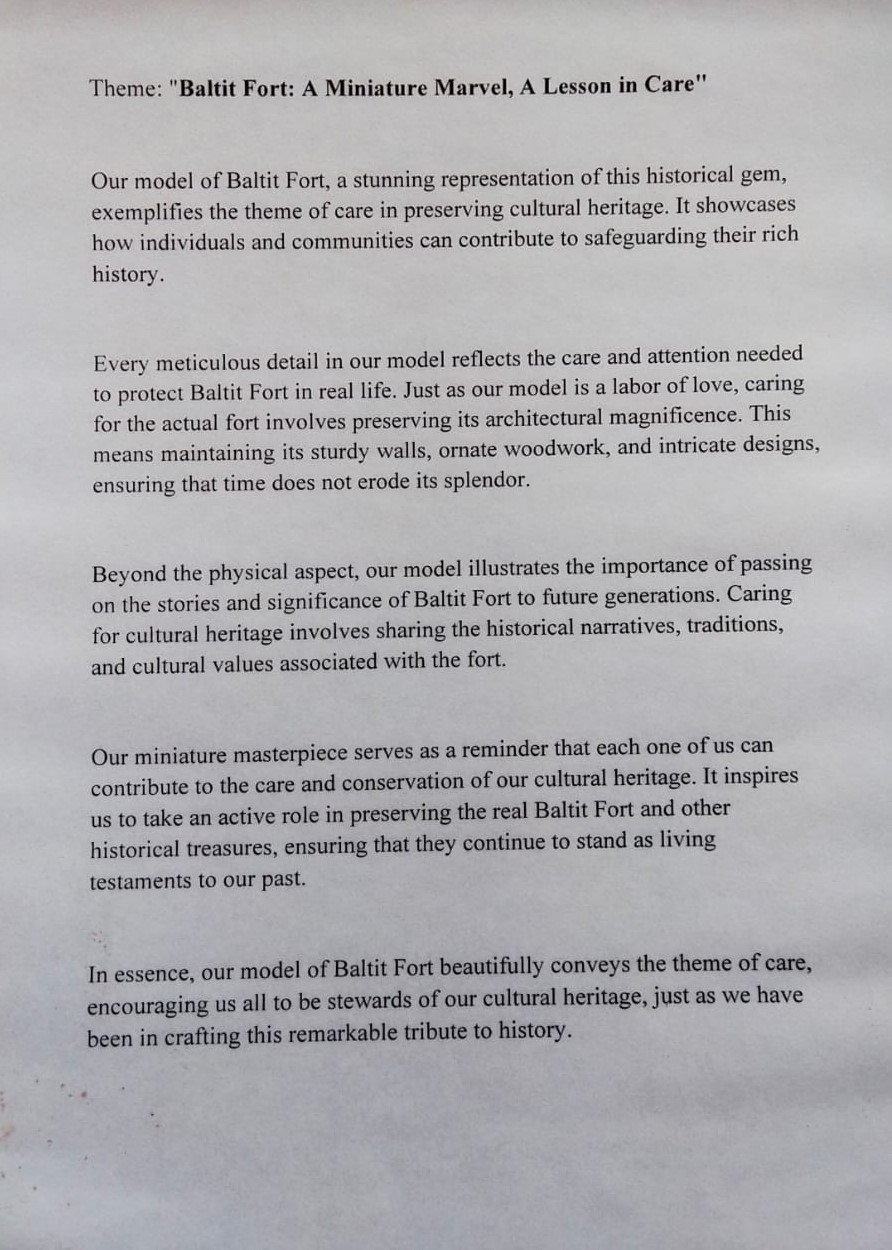 Theme: "Baltit Fort: A Miniature Marvel, A Lesson in Care"
Our model of Baltit Fort, a stunning representation of this historical gem,
exemplifies the theme of care in preserving cultural heritage. It showcases
how individuals and communities can contribute to safeguarding their rich
history.
Every meticulous detail in our model reflects the care and attention needed
to protect Baltit Fort in real life. Just as our model is a labor of love, caring
for the actual fort involves preserving its architectural magnificence. This
means maintaining its sturdy walls, ornate woodwork, and intricate designs,
ensuring that time does not erode its splendor.
Beyond the physical aspect, our model illustrates the importance of passing
on the stories and significance of Baltit Fort to future generations. Caring
for cultural heritage involves sharing the historical narratives, traditions,
and cultural values associated with the fort.
Our miniature masterpiece serves as a reminder that each one of us can
contribute to the care and conservation of our cultural heritage. It inspires
us to take an active role in preserving the real Baltit Fort and other
historical treasures, ensuring that they continue to stand as living
testaments to our past.
In essence, our model of Baltit Fort beautifully conveys the theme of care,
encouraging us all to be stewards of our cultural heritage, just as we have
been in crafting this remarkable tribute to history.